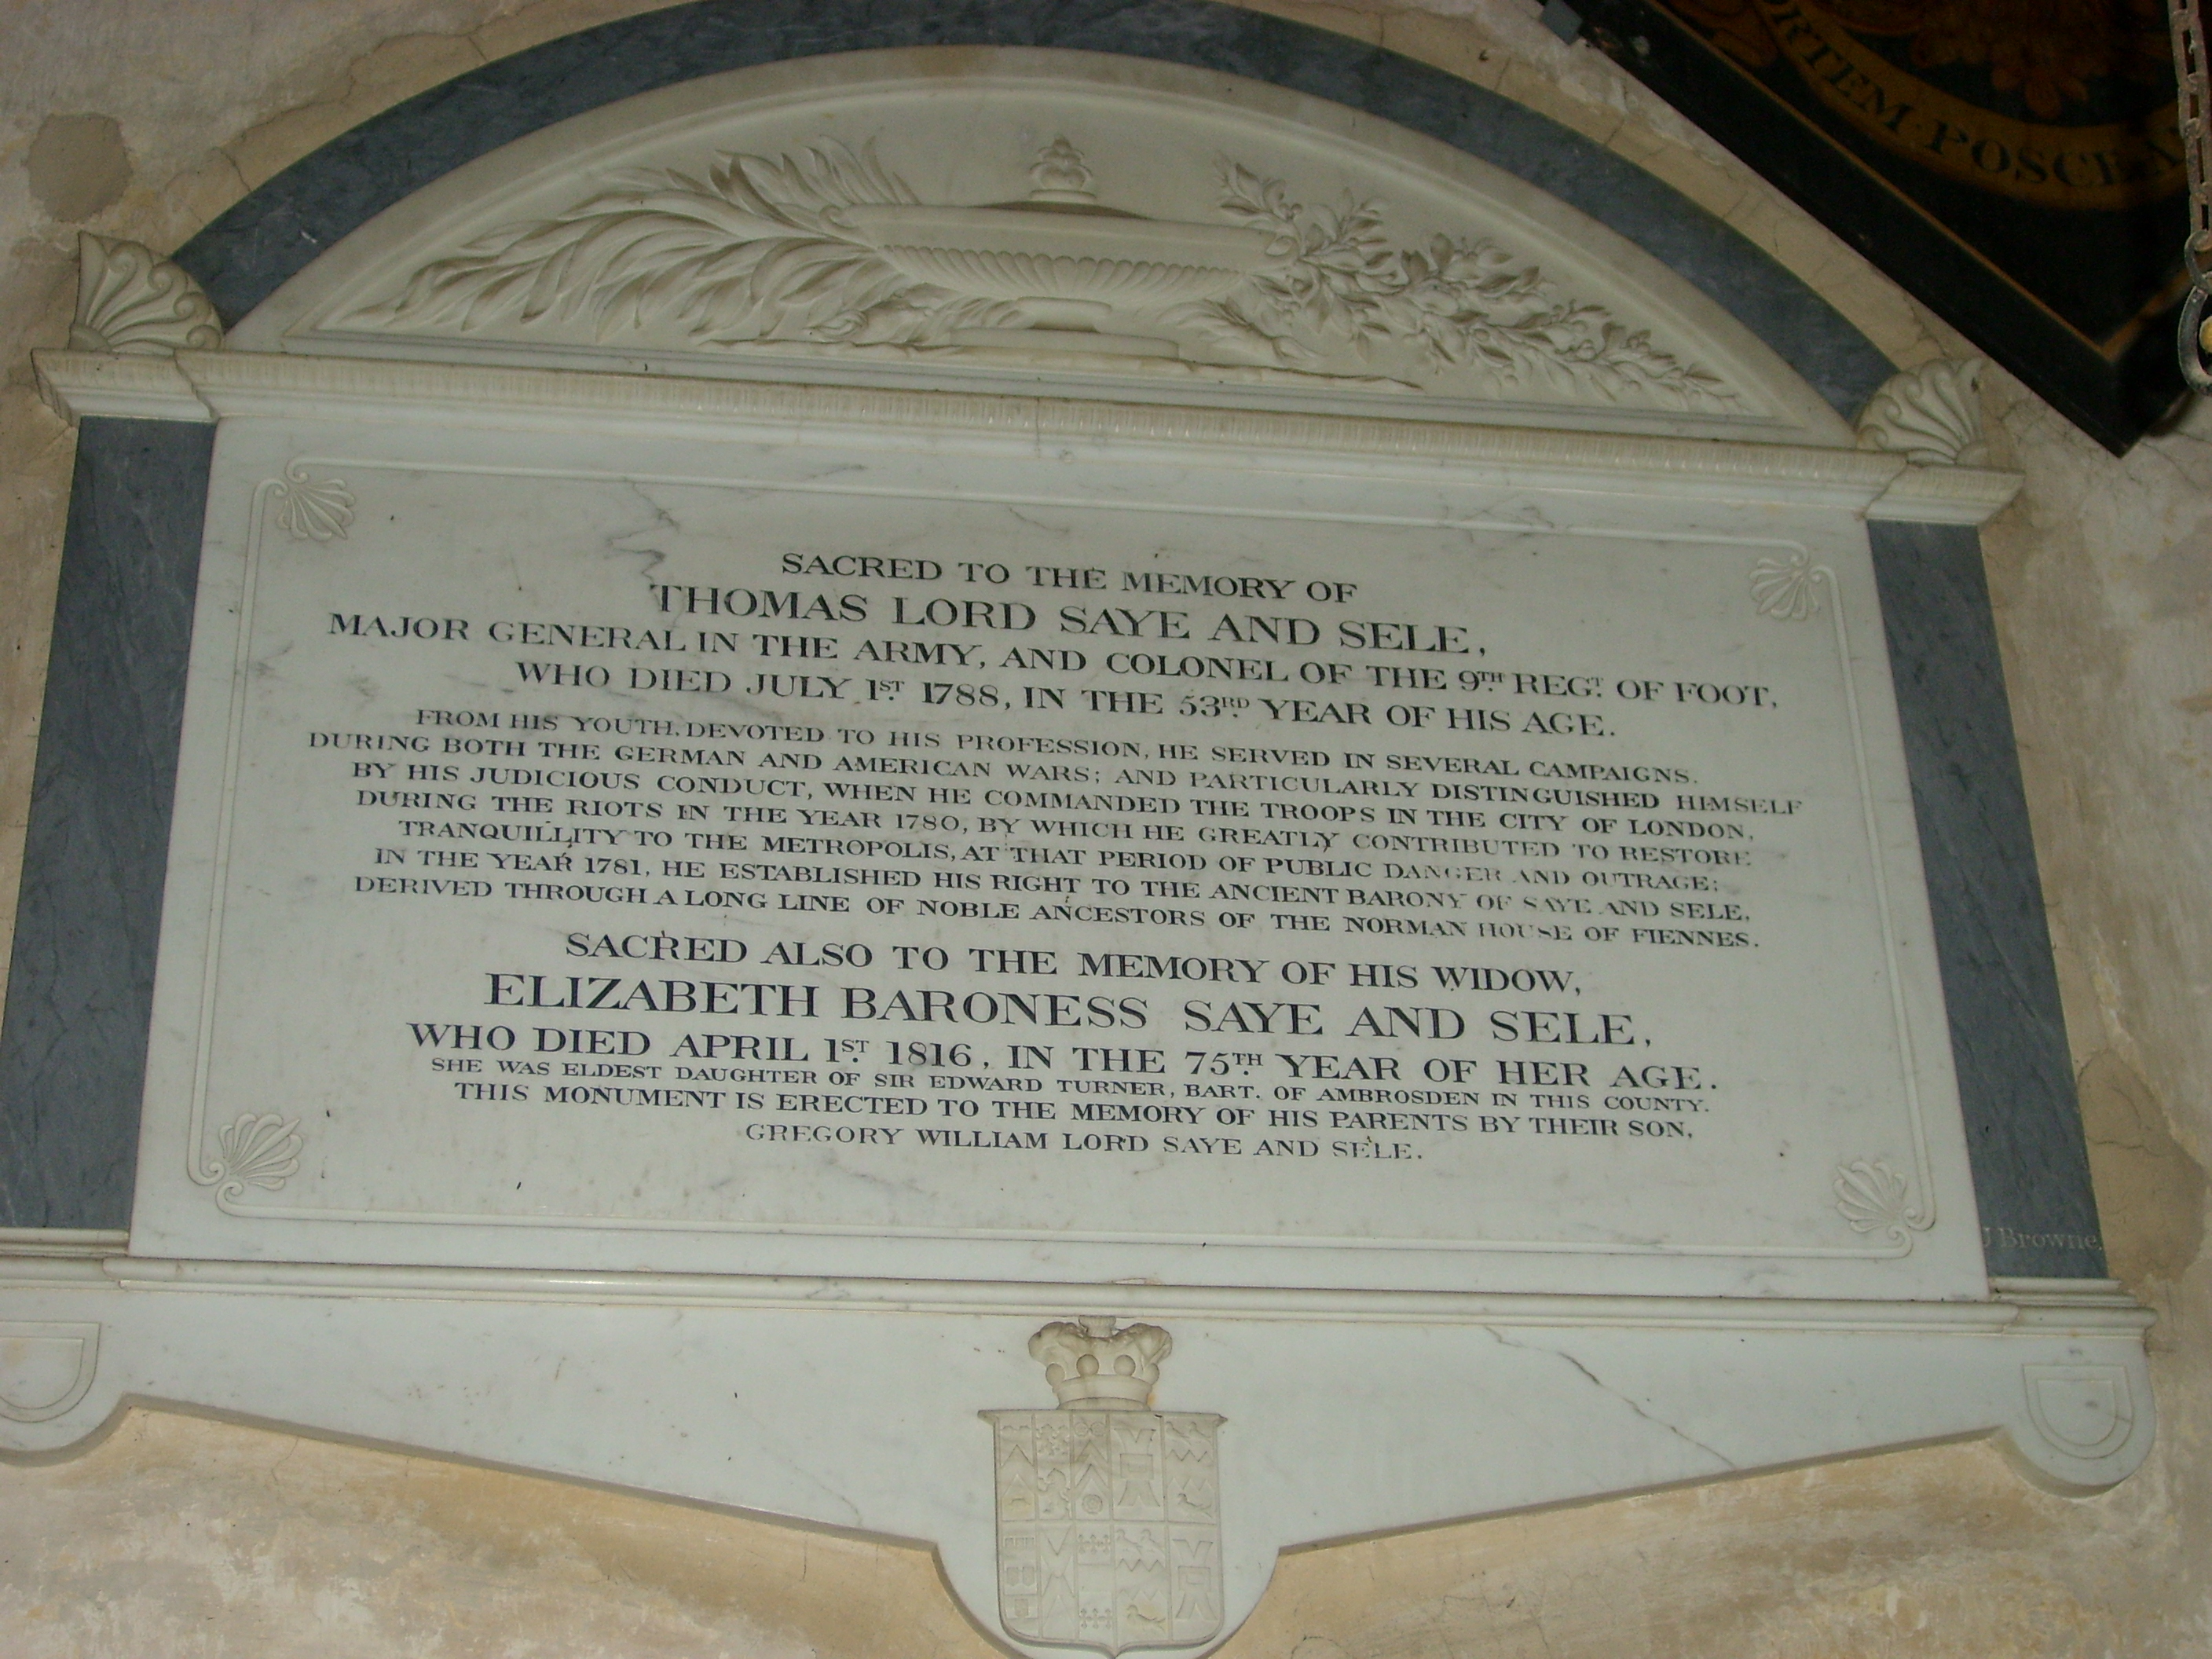 ORTEM·POSCE
SACRED TO THE MEMORY OF
THOMAS LORD SAYE AND SELE,
MAJOR GENERAL IN THE ARMY, AND COLONEL OF THE 9TH REGT. OF FOOT,
WHO DIED JULY 1ST 1788, IN THE 53RD YEAR OF HIS AGE.
FROM HIS YOUTH, DEVOTED TO HIS PROFESSION, HE SERVED IN SEVERAL CAMPAIGNS.
DURING BOTH THE GERMAN AND AMERICAN WARS; AND PARTICULARLY DISTINGUISHED HIMSELF
BY HIS JUDICIOUS CONDUCT, WHEN HE COMMANDED THE TROOPS IN THE CITY OF LONDON,
DURING THE RIOTS IN THE YEAR 1780, BY WHICH HE GREATLY CONTRIBUTED TO RESTORE
TRANQUILLITY TO THE METROPOLIS, AT THAT PERIOD OF PUBLIC DANGER AND OUTRAGE;
IN THE YEAR 1781, HE ESTABLISHED HIS RIGHT TO THE ANCIENT BARONY OF SAYE AND SELE,
DERIVED THROUGH A LONG LINE OF NOBLE ANCESTORS OF THE NORMAN HOUSE OF FIENNES.
SACRED ALSO TO THE MEMORY OF HIS WIDOW,
ELIZABETH BARONESS SAYE AND SELE,
WHO DIED APRIL 1ST 1816, IN THE 75TH YEAR OF HER AGE.
SHE WAS ELDEST DAUGHTER OF SIR EDWARD TURNER, BART. OF AMBROSDEN IN THIS COUNTY.
THIS MONUMENT IS ERECTED TO THE MEMORY OF HIS PARENTS BY THEIR SON,
GREGORY WILLIAM LORD SAYE AND SELE.
J Browne.